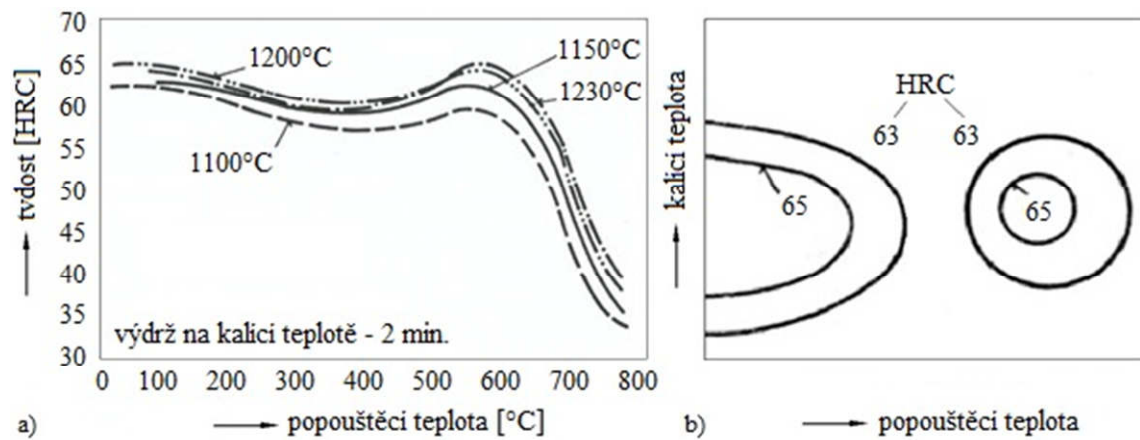 70
65
60
55
50
45
40
35
30
tvdost [HRC]
1200°C
1150°C
1230°C
1100°C
výdrž na kalicí teplotě - 2 min.
0 100 200 300 400 500 600 700 800
a) popouštěcí teplota [°C]
kalicí teplota
HRC
63 63
65
65
b) popouštěcí teplota